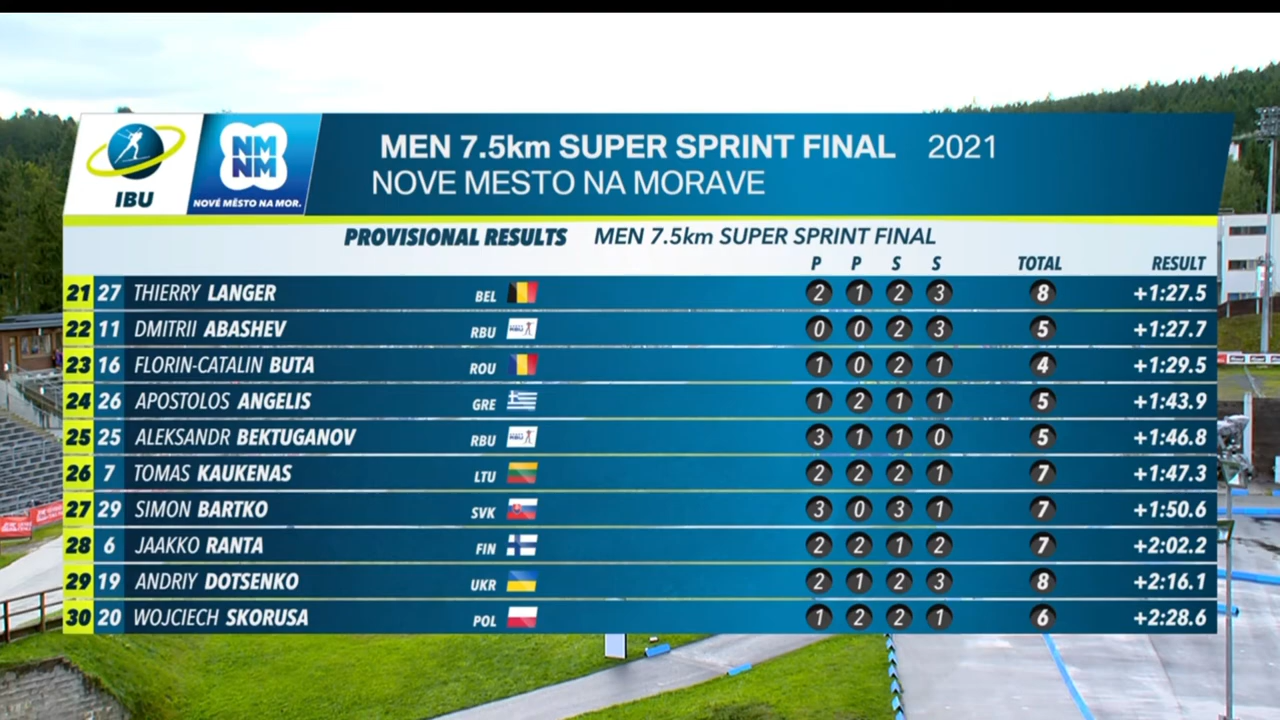 MEN 7.5km SUPER SPRINT FINAL 2021
NOVE MESTO NA MORAVE
IBU
NM
NM
NOVÉ MĚSTO NA MOR.
PROVISIONAL RESULTS MEN 7.5km SUPER SPRINT FINAL
P P S S TOTAL RESULT
21 27 THIERRY LANGER BEL 2 1 2 3 8 +1:27.5
22 11 DMITRII ABASHEV RBU 0 0 2 3 5 +1:27.7
23 16 FLORIN-CATALIN BUTA ROU 1 0 2 1 4 +1:29.5
24 26 APOSTOLOS ANGELIS GRE 1 2 1 1 5 +1:43.9
25 25 ALEKSANDR BEKTUGANOV RBU 3 1 1 0 5 +1:46.8
26 7 TOMAS KAUKENAS LTU 2 2 2 1 7 +1:47.3
27 29 SIMON BARTKO SVK 3 0 3 1 7 +1:50.6
28 6 JAAKKO RANTA FIN 2 2 1 2 7 +2:02.2
29 19 ANDRIY DOTSENKO UKR 2 1 2 3 8 +2:16.1
30 20 WOJCIECH SKORUSA POL 1 2 2 1 6 +2:28.6